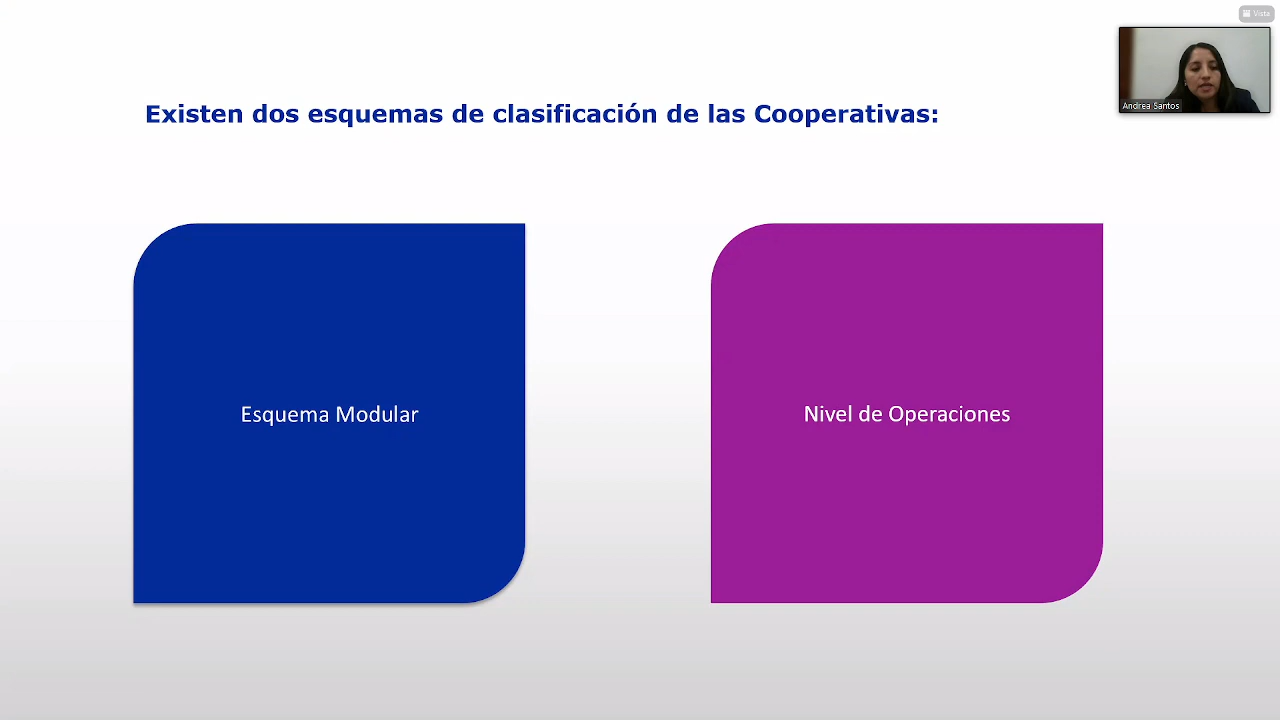 Vista
Andrea Santos
Existen dos esquemas de clasificación de las Cooperativas:
Esquema Modular
Nivel de Operaciones